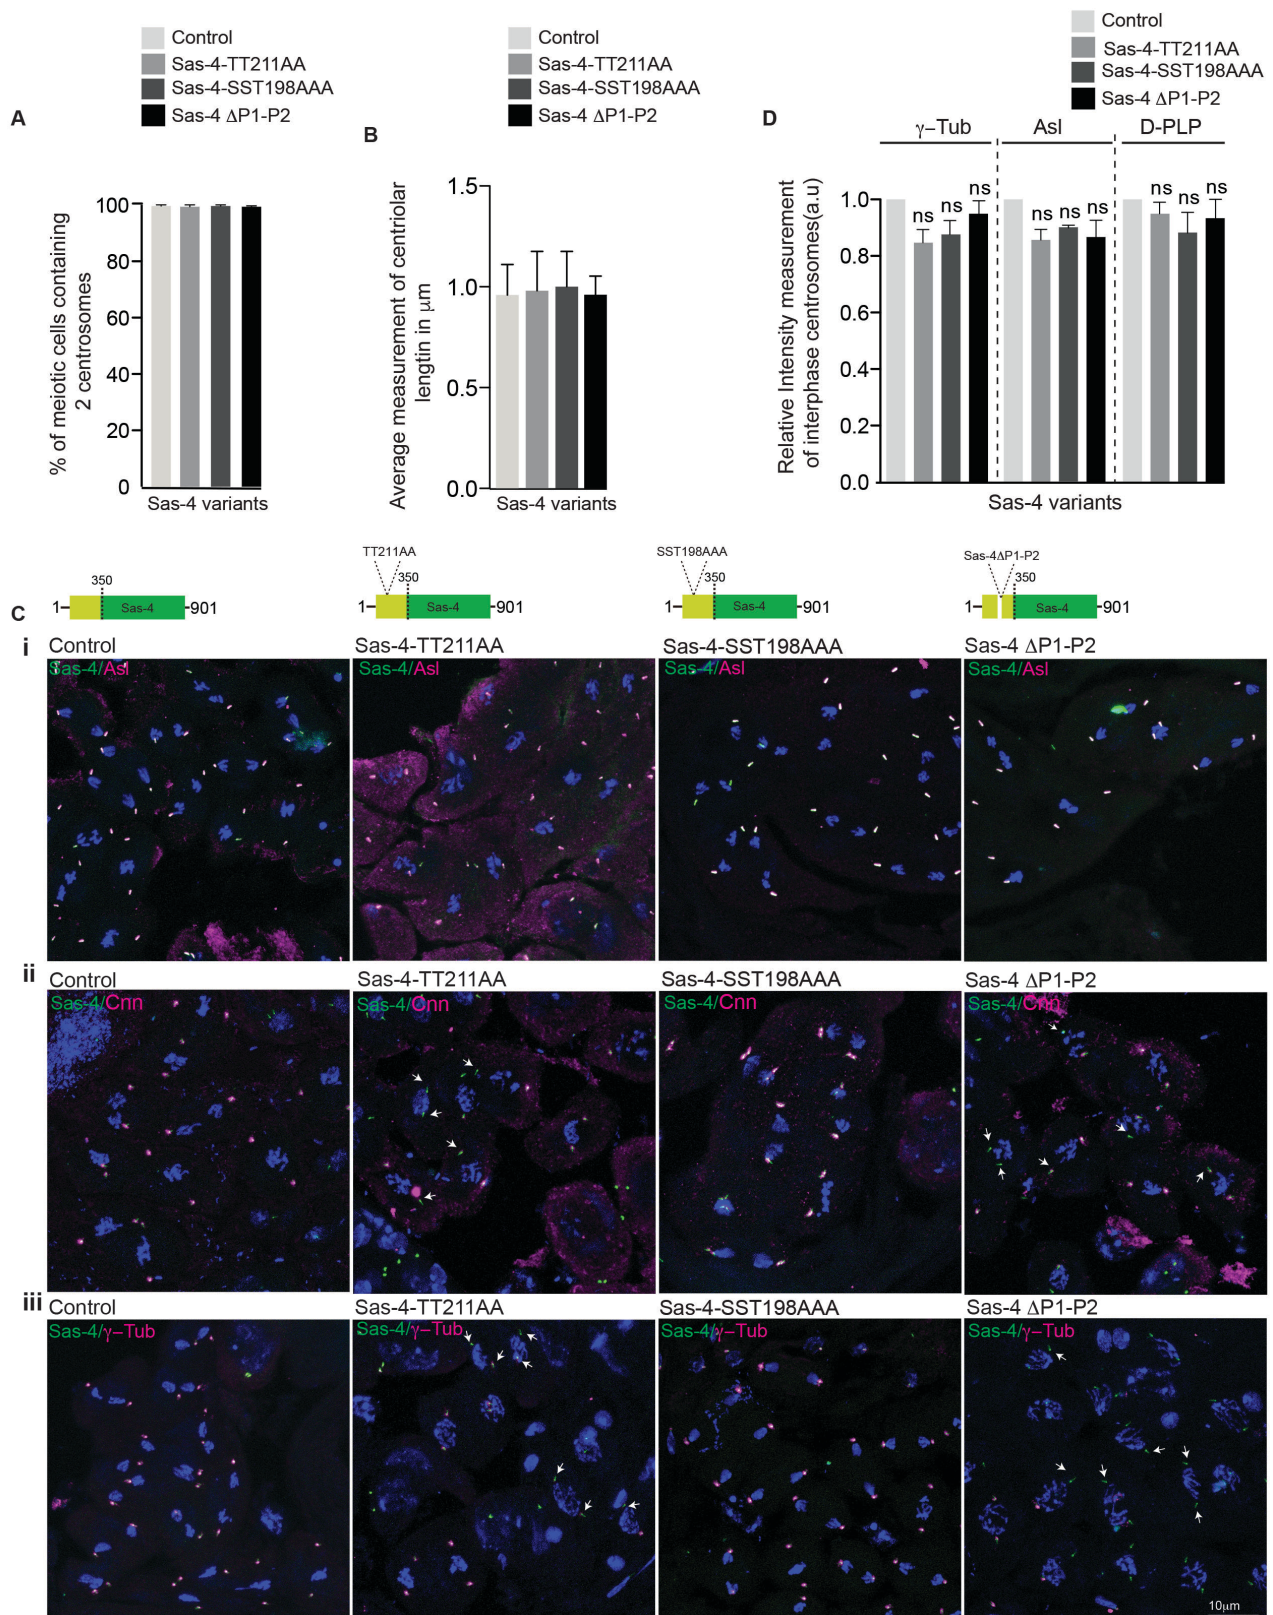 Control
Sas-4-TT211AA
Sas-4-SST198AAA
Sas-4 ΔP1-P2
A
% of meiotic cells containing
2 centrosomes
100
80
60
40
20
0
Sas-4 variants
Control
Sas-4-TT211AA
Sas-4-SST198AAA
Sas-4 ΔP1-P2
B
Average measurement of centriolar
lengtin in μm
1.5
1.0
0.5
0.0
Sas-4 variants
Control
Sas-4-TT211AA
Sas-4-SST198AAA
Sas-4 ΔP1-P2
D
γ-Tub Asl D-PLP
Relative Intensity measurement
of interphase centrosomes(a.u)
1.0
0.8
0.6
0.4
0.2
0.0
ns ns ns ns ns ns ns ns ns
Sas-4 variants
C
350
1 Sas-4 901
TT211AA
350
1 Sas-4 901
SST198AAA
350
1 Sas-4 901
Sas-4ΔP1-P2
350
1 Sas-4 901
i
Control Sas-4-TT211AA Sas-4-SST198AAA Sas-4 ΔP1-P2
Sas-4/Asl Sas-4/Asl Sas-4/Asl Sas-4/Asl
ii
Control Sas-4-TT211AA Sas-4-SST198AAA Sas-4 ΔP1-P2
Sas-4/Cnn Sas-4/Cnn Sas-4/Cnn Sas-4/Cnn
iii
Control Sas-4-TT211AA Sas-4-SST198AAA Sas-4 ΔP1-P2
Sas-4/γ-Tub Sas-4/γ-Tub Sas-4/γ-Tub Sas-4/γ-Tub
10μm